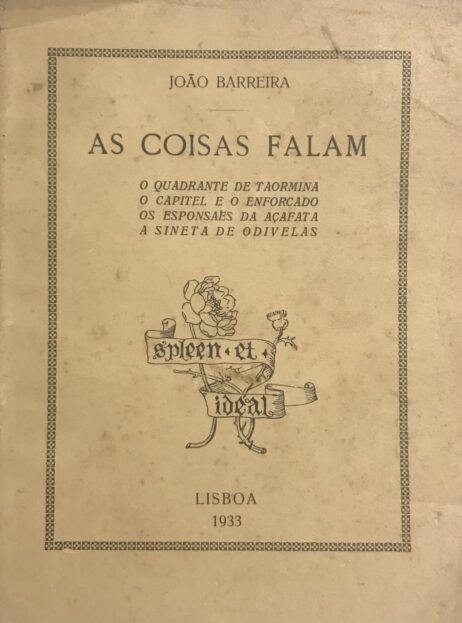 JOÃO BARREIRA
AS COISAS FALAM
O QUADRANTE DE TAORMINA
O CAPITEL E O ENFORCADO
OS ESPONSAES DA AÇAFATA
A SINETA DE ODIVELAS
spleen · et ·
ideal
LISBOA
1933